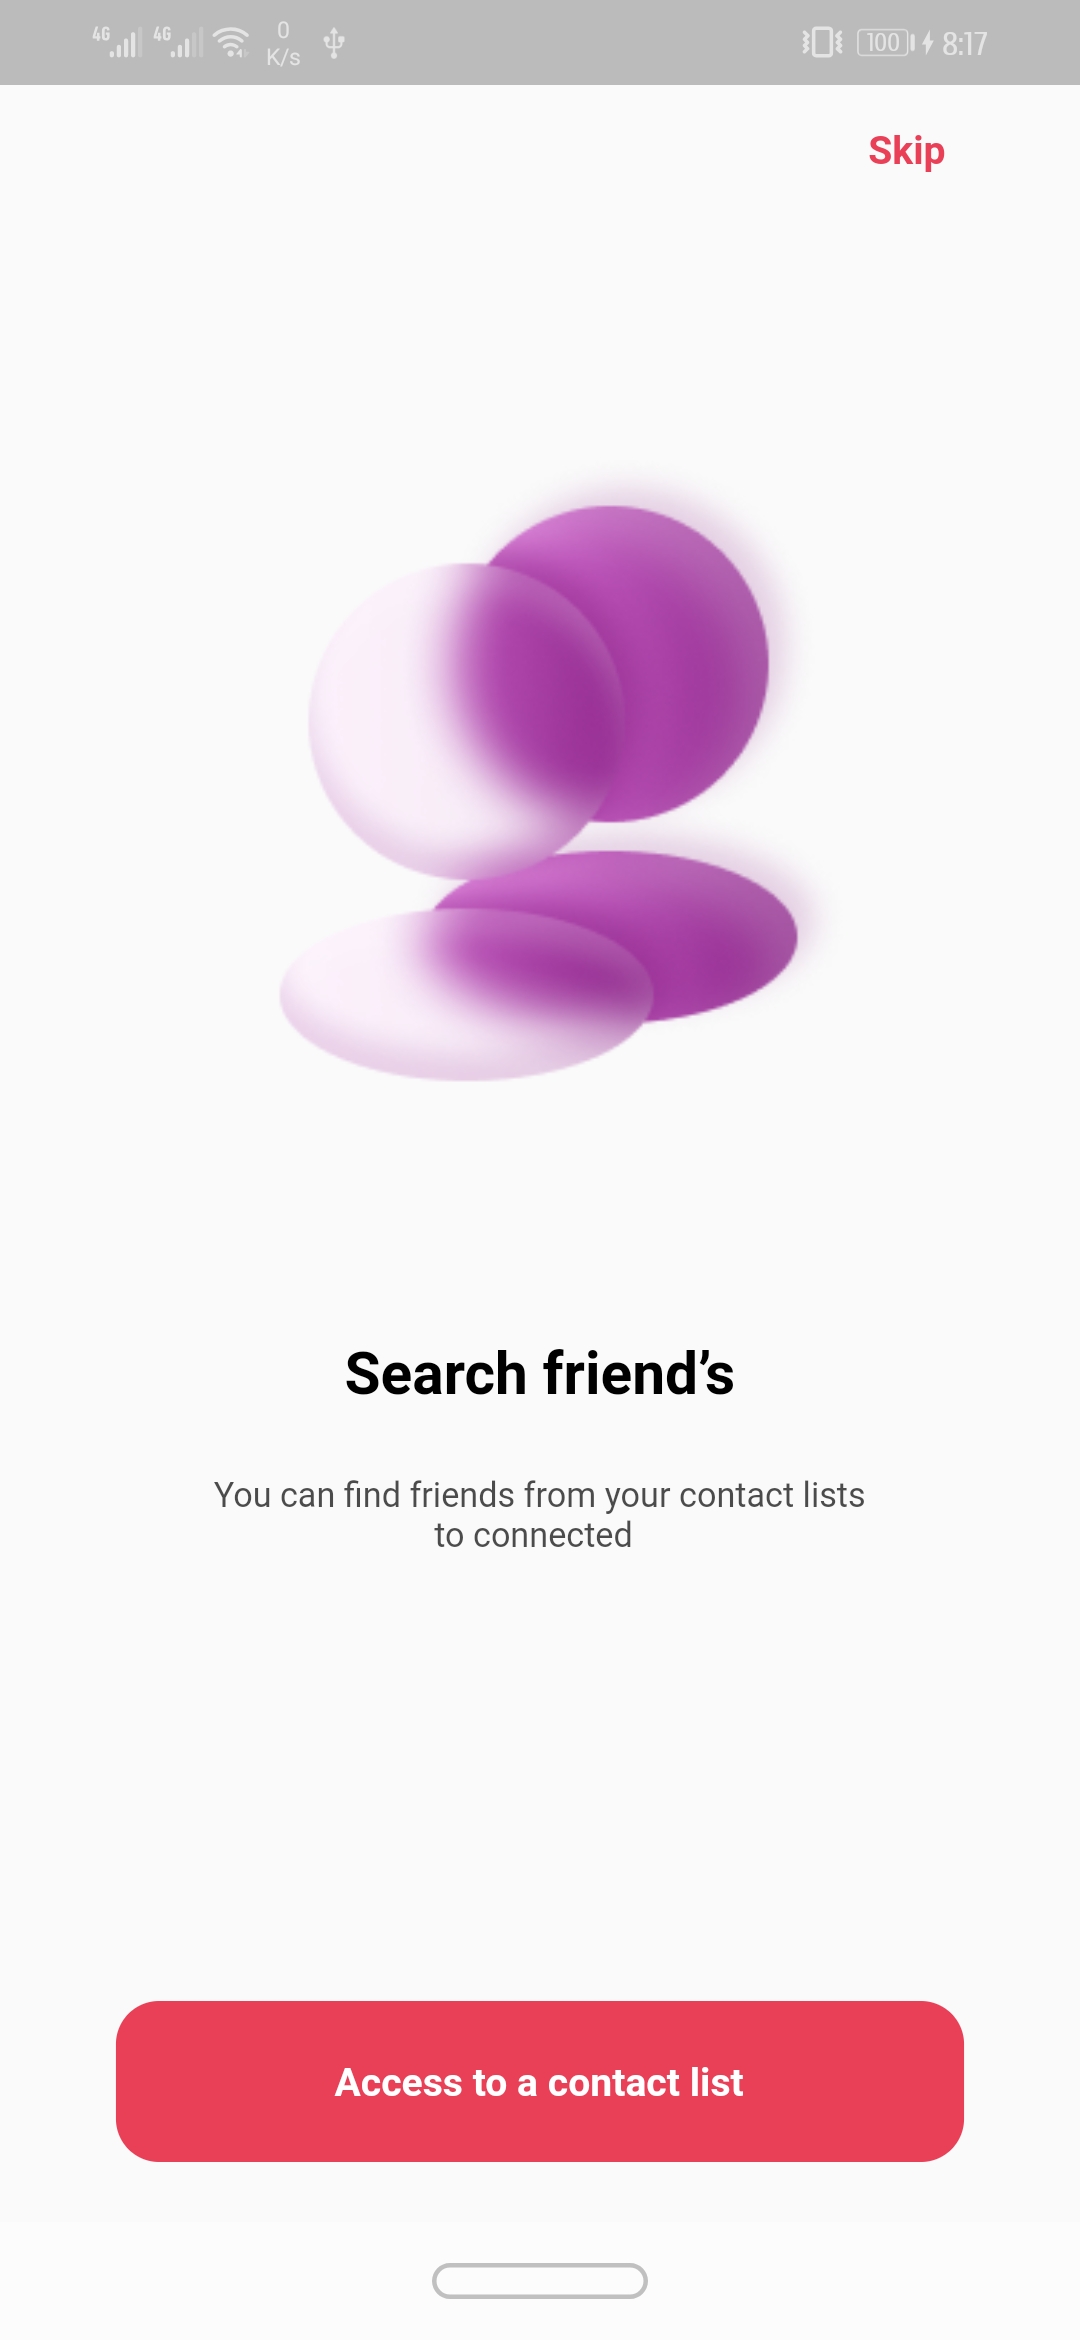 4G 4G 0 K/s 100 8:17
Skip
Search friend’s
You can find friends from your contact lists
to connected
Access to a contact list